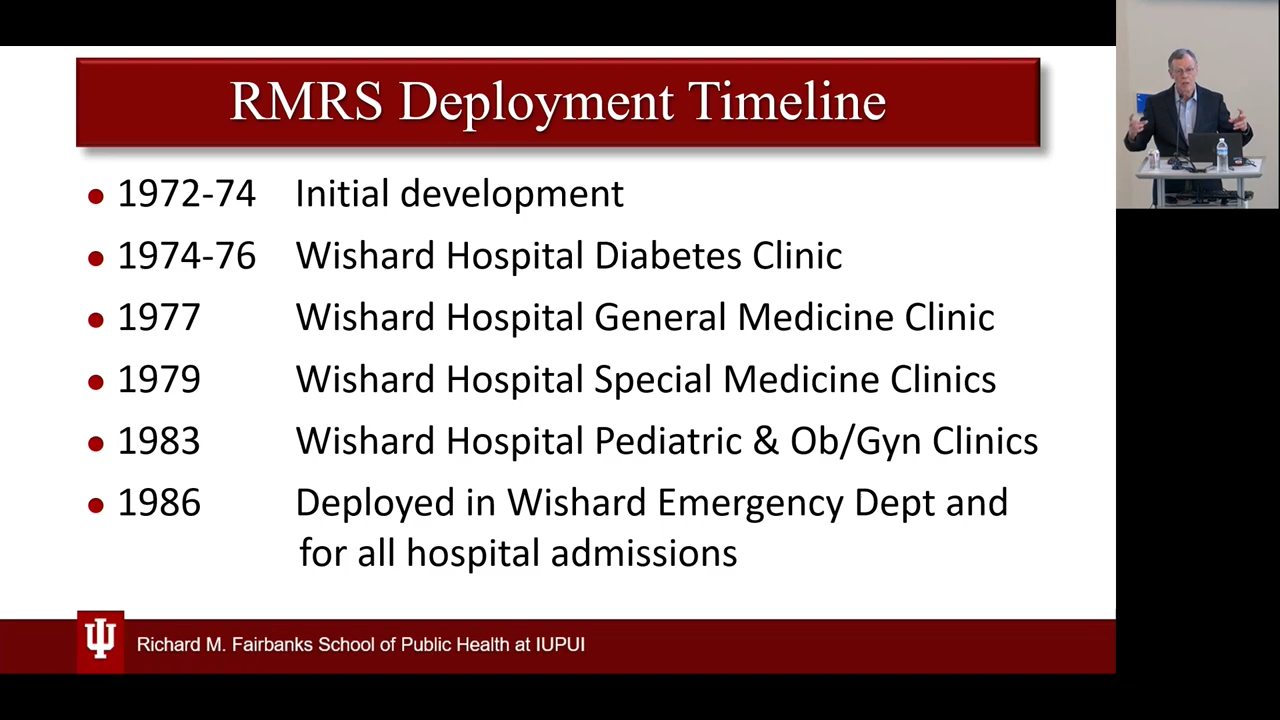 RMRS Deployment Timeline
• 1972-74 Initial development
• 1974-76 Wishard Hospital Diabetes Clinic
• 1977 Wishard Hospital General Medicine Clinic
• 1979 Wishard Hospital Special Medicine Clinics
• 1983 Wishard Hospital Pediatric & Ob/Gyn Clinics
• 1986 Deployed in Wishard Emergency Dept and
for all hospital admissions
Richard M. Fairbanks School of Public Health at IUPUI